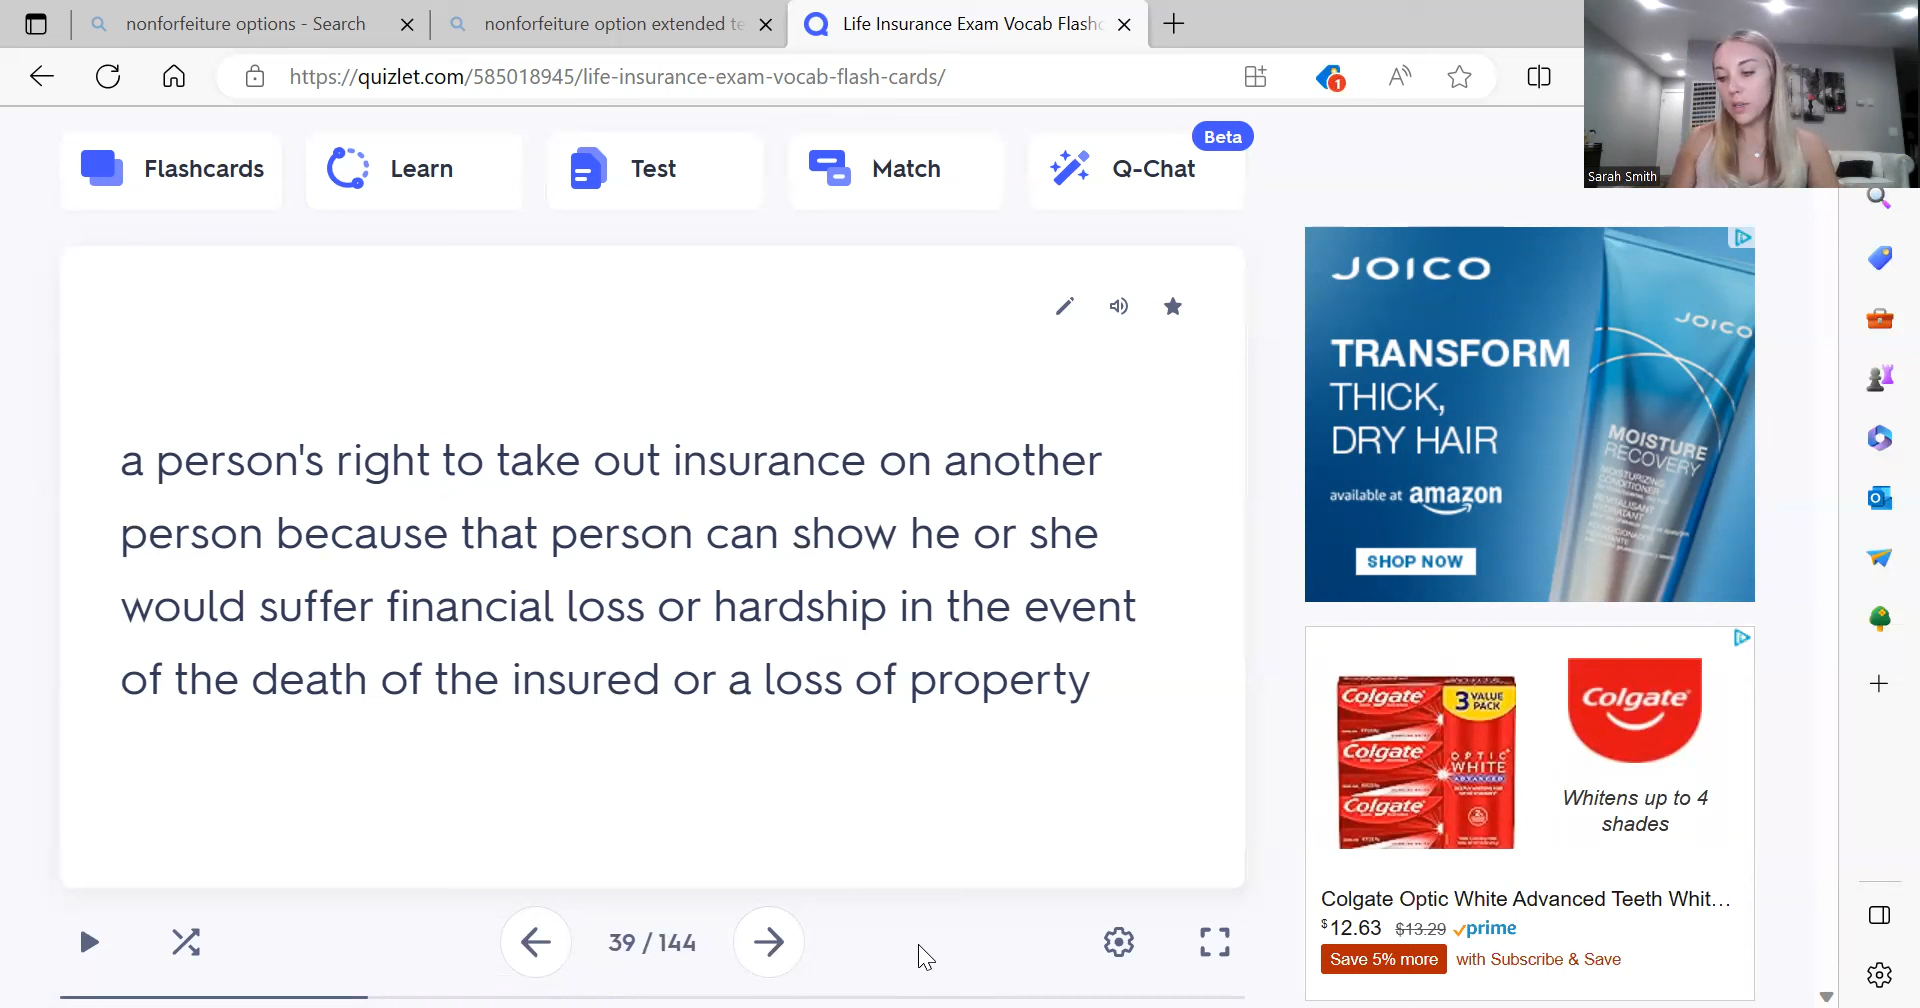 nonforfeiture options - Search
nonforfeiture option extended te
Life Insurance Exam Vocab Flashc
https://quizlet.com/585018945/life-insurance-exam-vocab-flash-cards/
1
Sarah Smith
Flashcards
Learn
Test
Match
Q-Chat
Beta
a person's right to take out insurance on another
person because that person can show he or she
would suffer financial loss or hardship in the event
of the death of the insured or a loss of property
39 / 144
JOICO
TRANSFORM
THICK,
DRY HAIR
available at amazon
SHOP NOW
JOICO
MOISTURE
RECOVERY
Colgate
3 VALUE
PACK
Colgate
Colgate
OPTIC
WHITE
ADVANCED
Colgate
Whitens up to 4
shades
Colgate Optic White Advanced Teeth Whit...
$12.63 $13.29 prime
Save 5% more with Subscribe & Save